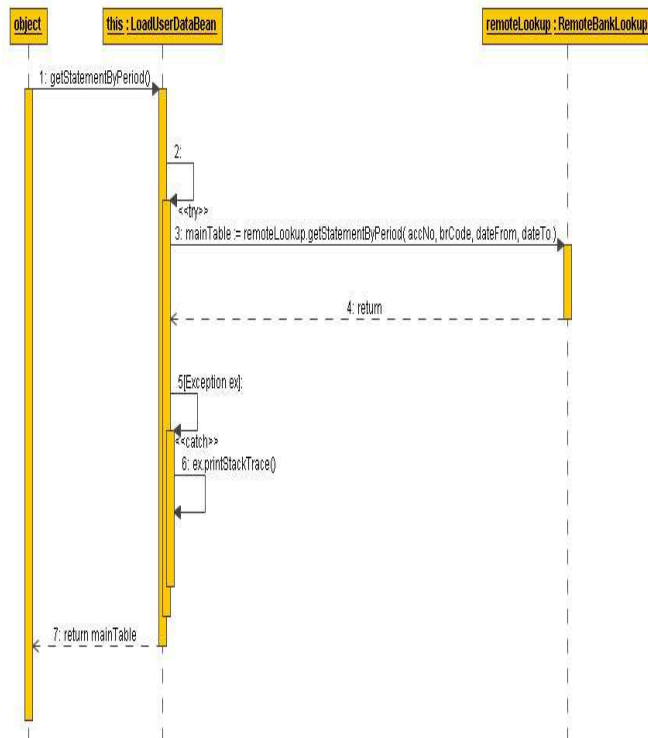 object
this : LoadUserDataBean
remoteLookup : RemoteBankLookup
1: getStatementByPeriod()
2:
<<try>>
3: mainTable := remoteLookup.getStatementByPeriod( accNo, brCode, dateFrom, dateTo )
4: return
5[Exception ex]:
<<catch>>
6: ex.printStackTrace()
7: return mainTable